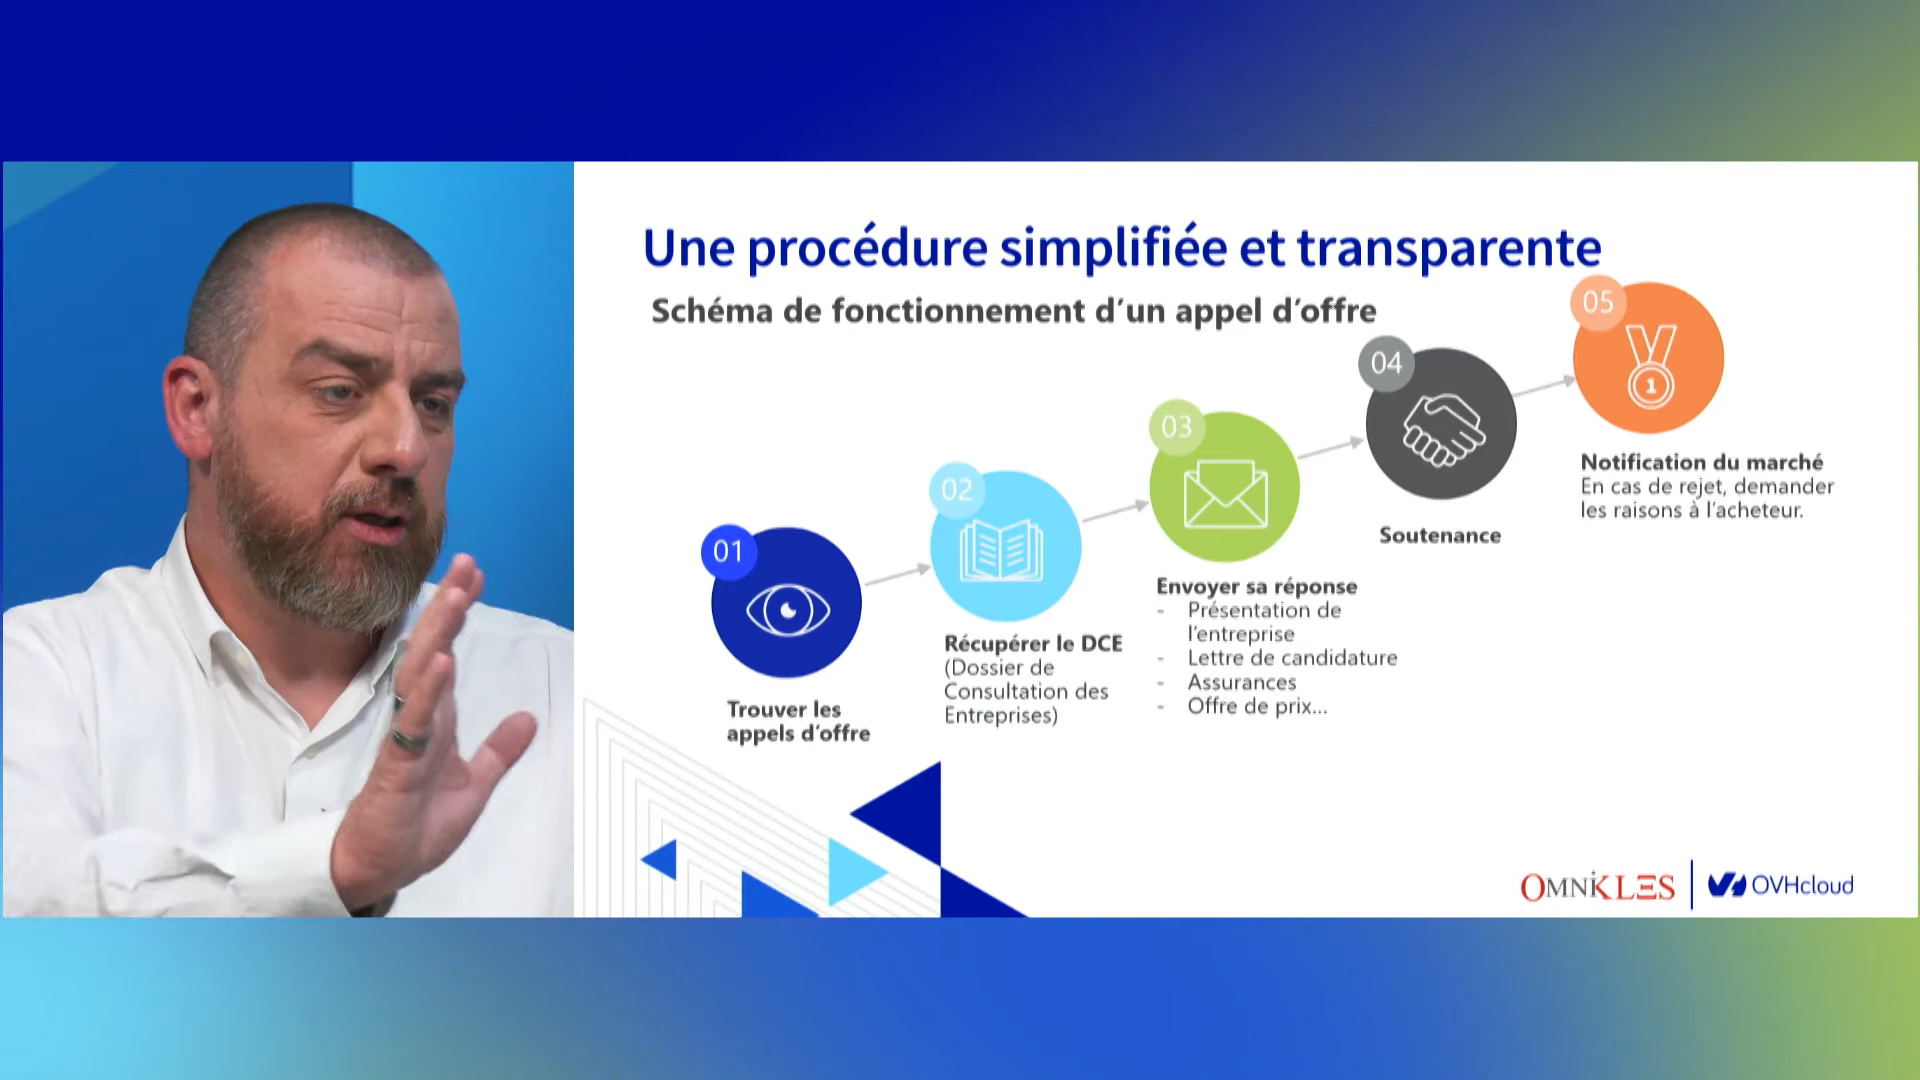 Une procédure simplifiée et transparente
Schéma de fonctionnement d'un appel d'offre
01
Trouver les
appels d'offre
02
Récupérer le DCE
(Dossier de
Consultation des
Entreprises)
03
Envoyer sa réponse
- Présentation de
l'entreprise
- Lettre de candidature
- Assurances
- Offre de prix...
04
Soutenance
05
1
Notification du marché
En cas de rejet, demander
les raisons à l'acheteur.
OMNIKLES
OVHcloud